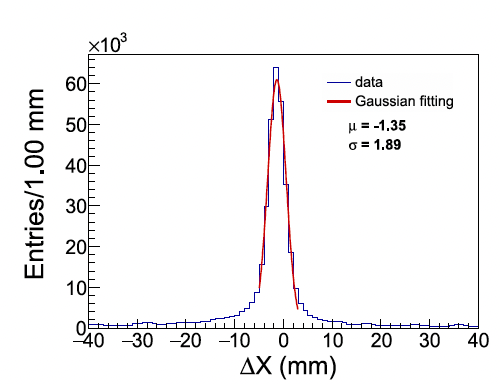 ×10³
60
50
40
30
20
10
0
Entries/1.00 mm
data
Gaussian fitting
μ = -1.35
σ = 1.89
−40 −30 −20 −10 0 10 20 30 40
ΔX (mm)